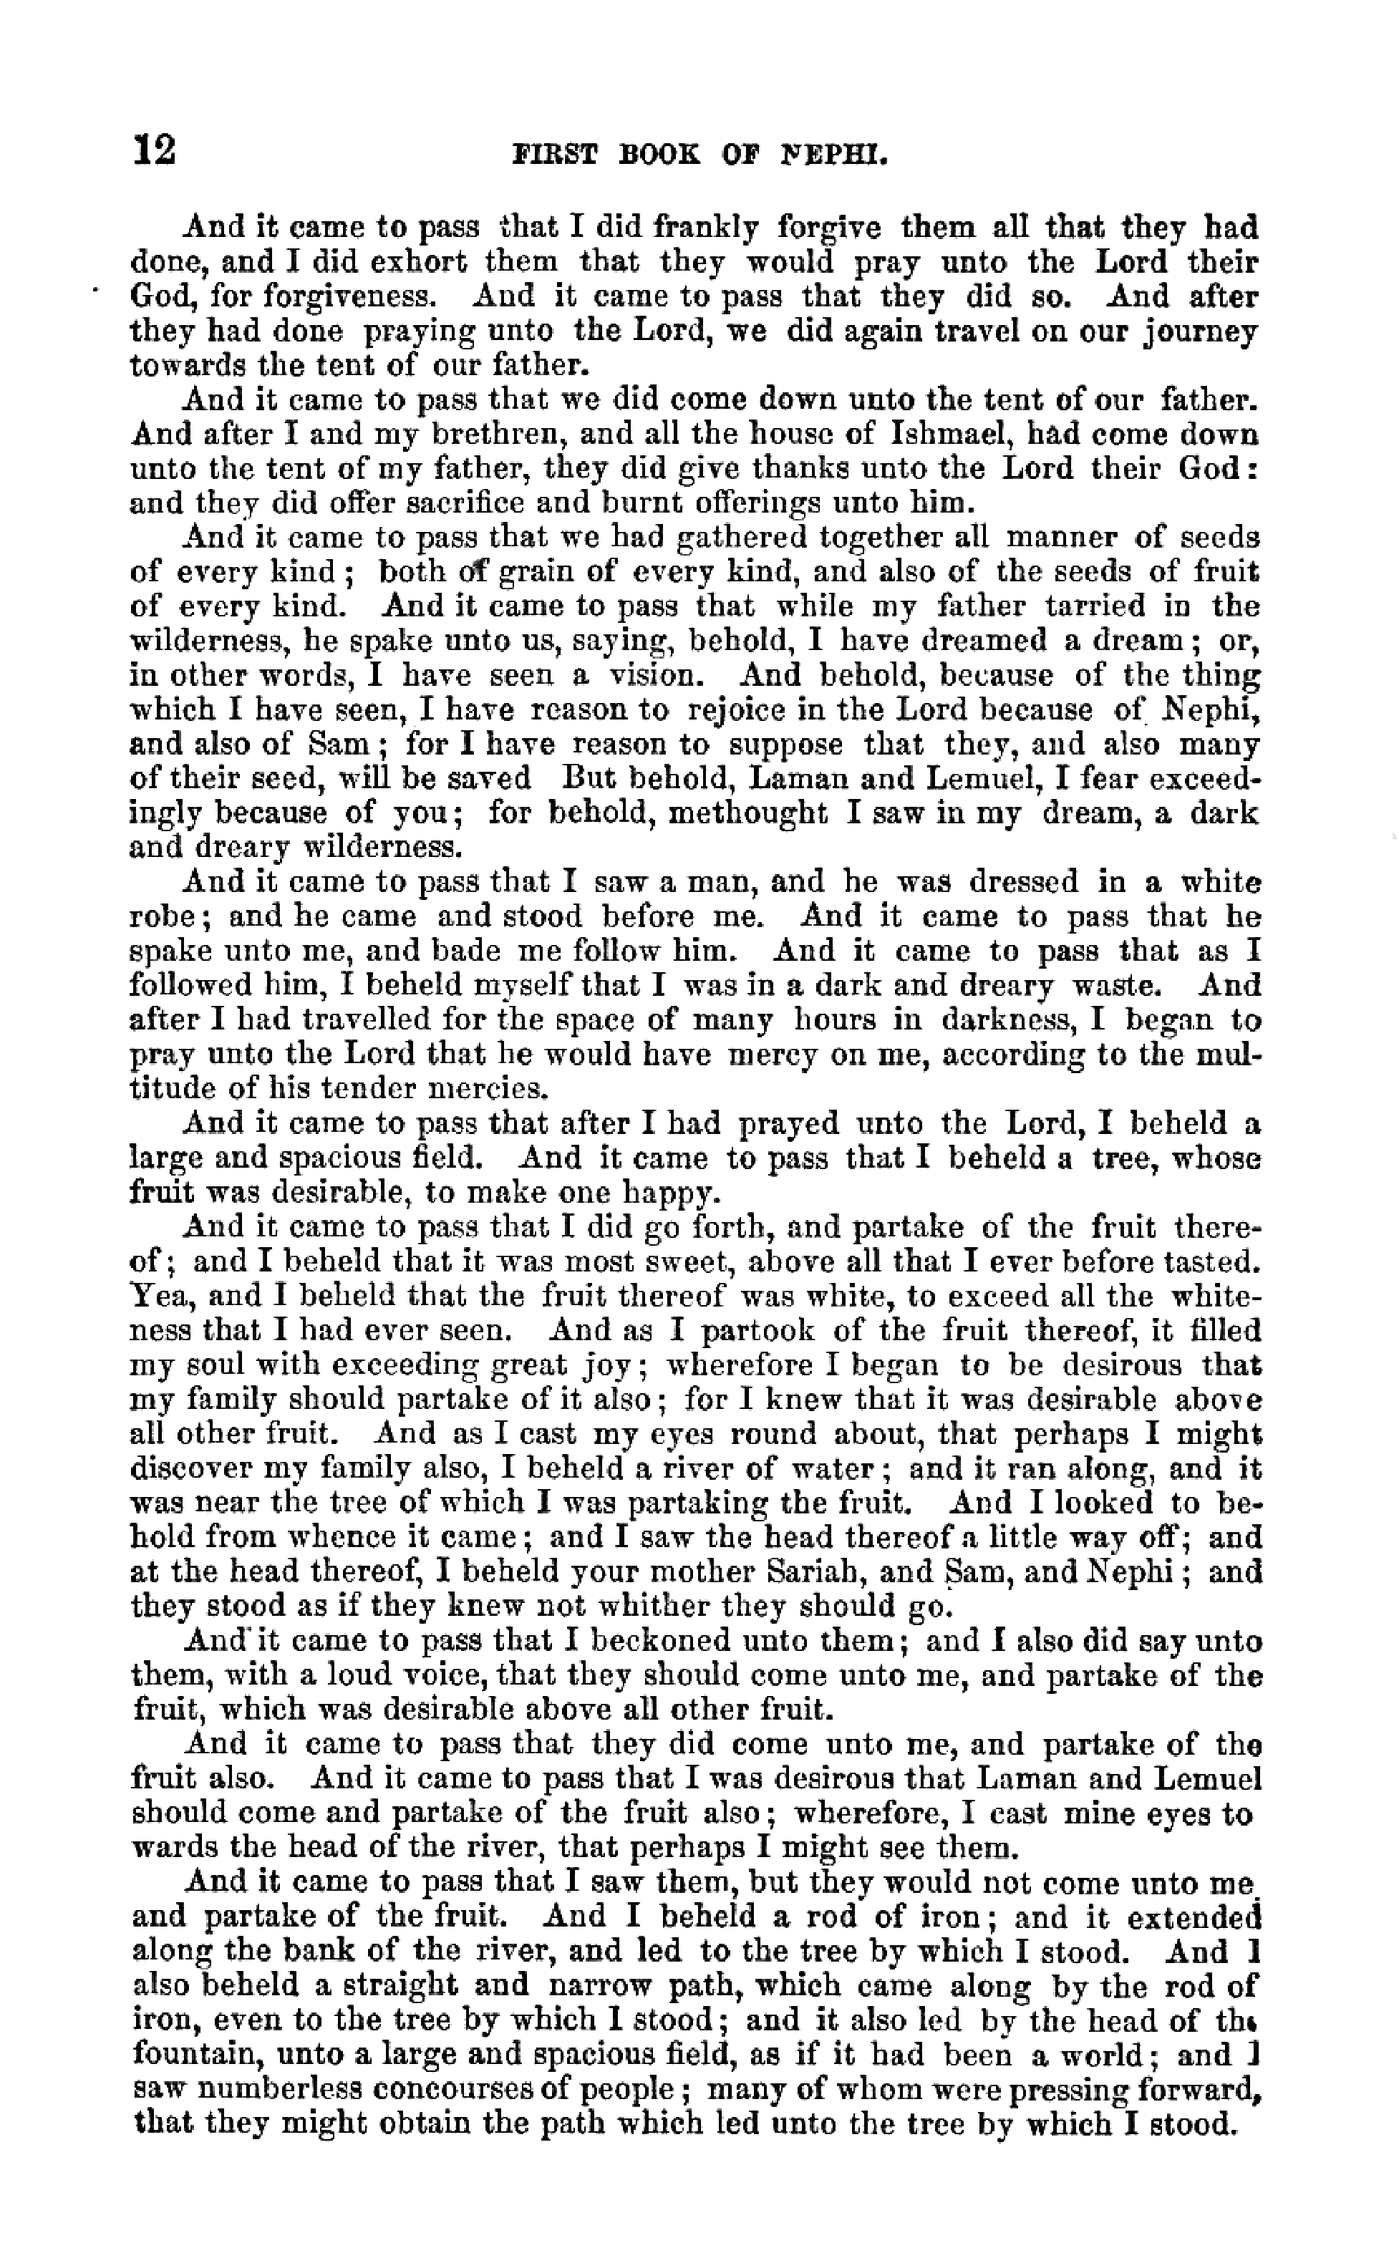 12 FIRST BOOK OF NEPHI.
And it came to pass that I did frankly forgive them all that they had
done, and I did exhort them that they would pray unto the Lord their
God, for forgiveness. And it came to pass that they did so. And after
they had done praying unto the Lord, we did again travel on our journey
towards the tent of our father.
And it came to pass that we did come down unto the tent of our father.
And after I and my brethren, and all the house of Ishmael, had come down
unto the tent of my father, they did give thanks unto the Lord their God:
and they did offer sacrifice and burnt offerings unto him.
And it came to pass that we had gathered together all manner of seeds
of every kind; both of grain of every kind, and also of the seeds of fruit
of every kind. And it came to pass that while my father tarried in the
wilderness, he spake unto us, saying, behold, I have dreamed a dream; or,
in other words, I have seen a vision. And behold, because of the thing
which I have seen, I have reason to rejoice in the Lord because of Nephi,
and also of Sam; for I have reason to suppose that they, and also many
of their seed, will be saved But behold, Laman and Lemuel, I fear exceed-
ingly because of you; for behold, methought I saw in my dream, a dark
and dreary wilderness.
And it came to pass that I saw a man, and he was dressed in a white
robe; and he came and stood before me. And it came to pass that he
spake unto me, and bade me follow him. And it came to pass that as I
followed him, I beheld myself that I was in a dark and dreary waste. And
after I had travelled for the space of many hours in darkness, I began to
pray unto the Lord that he would have mercy on me, according to the mul-
titude of his tender mercies.
And it came to pass that after I had prayed unto the Lord, I beheld a
large and spacious field. And it came to pass that I beheld a tree, whose
fruit was desirable, to make one happy.
And it came to pass that I did go forth, and partake of the fruit there-
of; and I beheld that it was most sweet, above all that I ever before tasted.
Yea, and I beheld that the fruit thereof was white, to exceed all the white-
ness that I had ever seen. And as I partook of the fruit thereof, it filled
my soul with exceeding great joy; wherefore I began to be desirous that
my family should partake of it also; for I knew that it was desirable above
all other fruit. And as I cast my eyes round about, that perhaps I might
discover my family also, I beheld a river of water; and it ran along, and it
was near the tree of which I was partaking the fruit. And I looked to be-
hold from whence it came; and I saw the head thereof a little way off; and
at the head thereof, I beheld your mother Sariah, and Sam, and Nephi; and
they stood as if they knew not whither they should go.
And it came to pass that I beckoned unto them; and I also did say unto
them, with a loud voice, that they should come unto me, and partake of the
fruit, which was desirable above all other fruit.
And it came to pass that they did come unto me, and partake of the
fruit also. And it came to pass that I was desirous that Laman and Lemuel
should come and partake of the fruit also; wherefore, I cast mine eyes to
wards the head of the river, that perhaps I might see them.
And it came to pass that I saw them, but they would not come unto me
and partake of the fruit. And I beheld a rod of iron; and it extended
along the bank of the river, and led to the tree by which I stood. And I
also beheld a straight and narrow path, which came along by the rod of
iron, even to the tree by which I stood; and it also led by the head of the
fountain, unto a large and spacious field, as if it had been a world; and I
saw numberless concourses of people; many of whom were pressing forward,
that they might obtain the path which led unto the tree by which I stood.